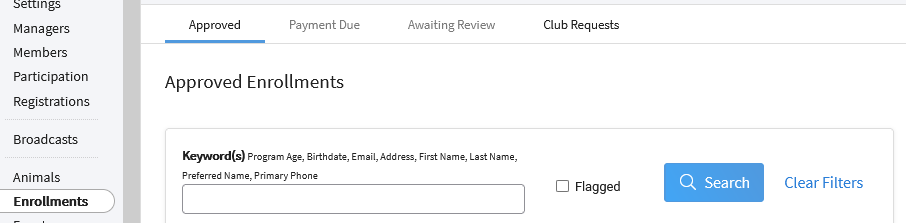 Settings
Managers
Members
Participation
Registrations
Broadcasts
Animals
Enrollments
Approved Payment Due Awaiting Review Club Requests
Approved Enrollments
Keyword(s) Program Age, Birthdate, Email, Address, First Name, Last Name,
Preferred Name, Primary Phone
Flagged
Search
Clear Filters